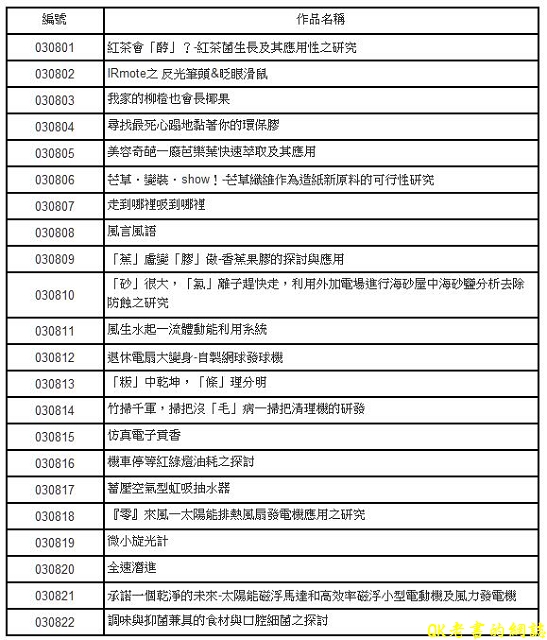 編號 作品名稱
030801 紅茶會「酵」？-紅茶菌生長及其應用性之研究
030802 IRmote之 反光筆頭&眨眼滑鼠
030803 我家的柳橙也會長椰果
030804 尋找最死心蹋地黏著你的環保膠
030805 美容奇葩—廢芭樂葉快速萃取及其應用
030806 芒草‧變裝‧show！-芒草纖維作為造紙新原料的可行性研究
030807 走到哪裡吸到哪裡
030808 風言風語
030809 「蕉」慮變「膠」傲-香蕉果膠的探討與應用
030810 「砂」很大，「氯」離子趕快走，利用外加電場進行海砂屋中海砂鹽分析去除
防蝕之研究
030811 風生水起—流體動能利用系統
030812 退休電扇大變身-自製網球發球機
030813 「粄」中乾坤，「條」理分明
030814 竹掃千軍，掃把沒「毛」病—掃把清理機的研發
030815 仿真電子貢香
030816 機車停等紅綠燈油耗之探討
030817 蓄壓空氣型虹吸抽水器
030818 『零』來風—太陽能排熱風扇發電機應用之研究
030819 微小旋光計
030820 全速潛進
030821 承諾一個乾淨的未來-太陽能磁浮馬達和高效率磁浮小型電動機及風力發電機
030822 調味與抑菌兼具的食材與口腔細菌之探討
QK老書的網誌